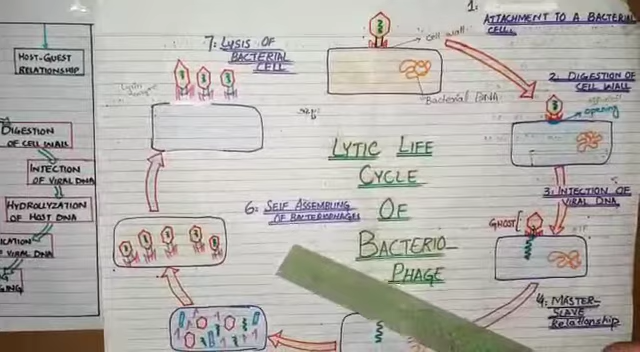 HOST-GUEST
RELATIONSHIP
DIGESTION
OF CELL WALL
INJECTION
OF VIRAL DNA
HYDROLLYZATION
OF HOST DNA
ICATION
VIRAL DNA
GING
7: LYSIS OF
BACTERIAL
CELL
Cell wall
Bacterial DNA
1:
ATTACHMENT TO A BACTERIAL
CELL
2. DIGESTION OF
CELL WALL
opening
3: INJECTION OF
VIRAL DNA
GHOST
4: MASTER-
SLAVE
Relationship
6: SELF ASSEMBLING
OF BACTERIOPHAGES
LYTIC LIFE
CYCLE
OF
BACTERIO-
PHAGE